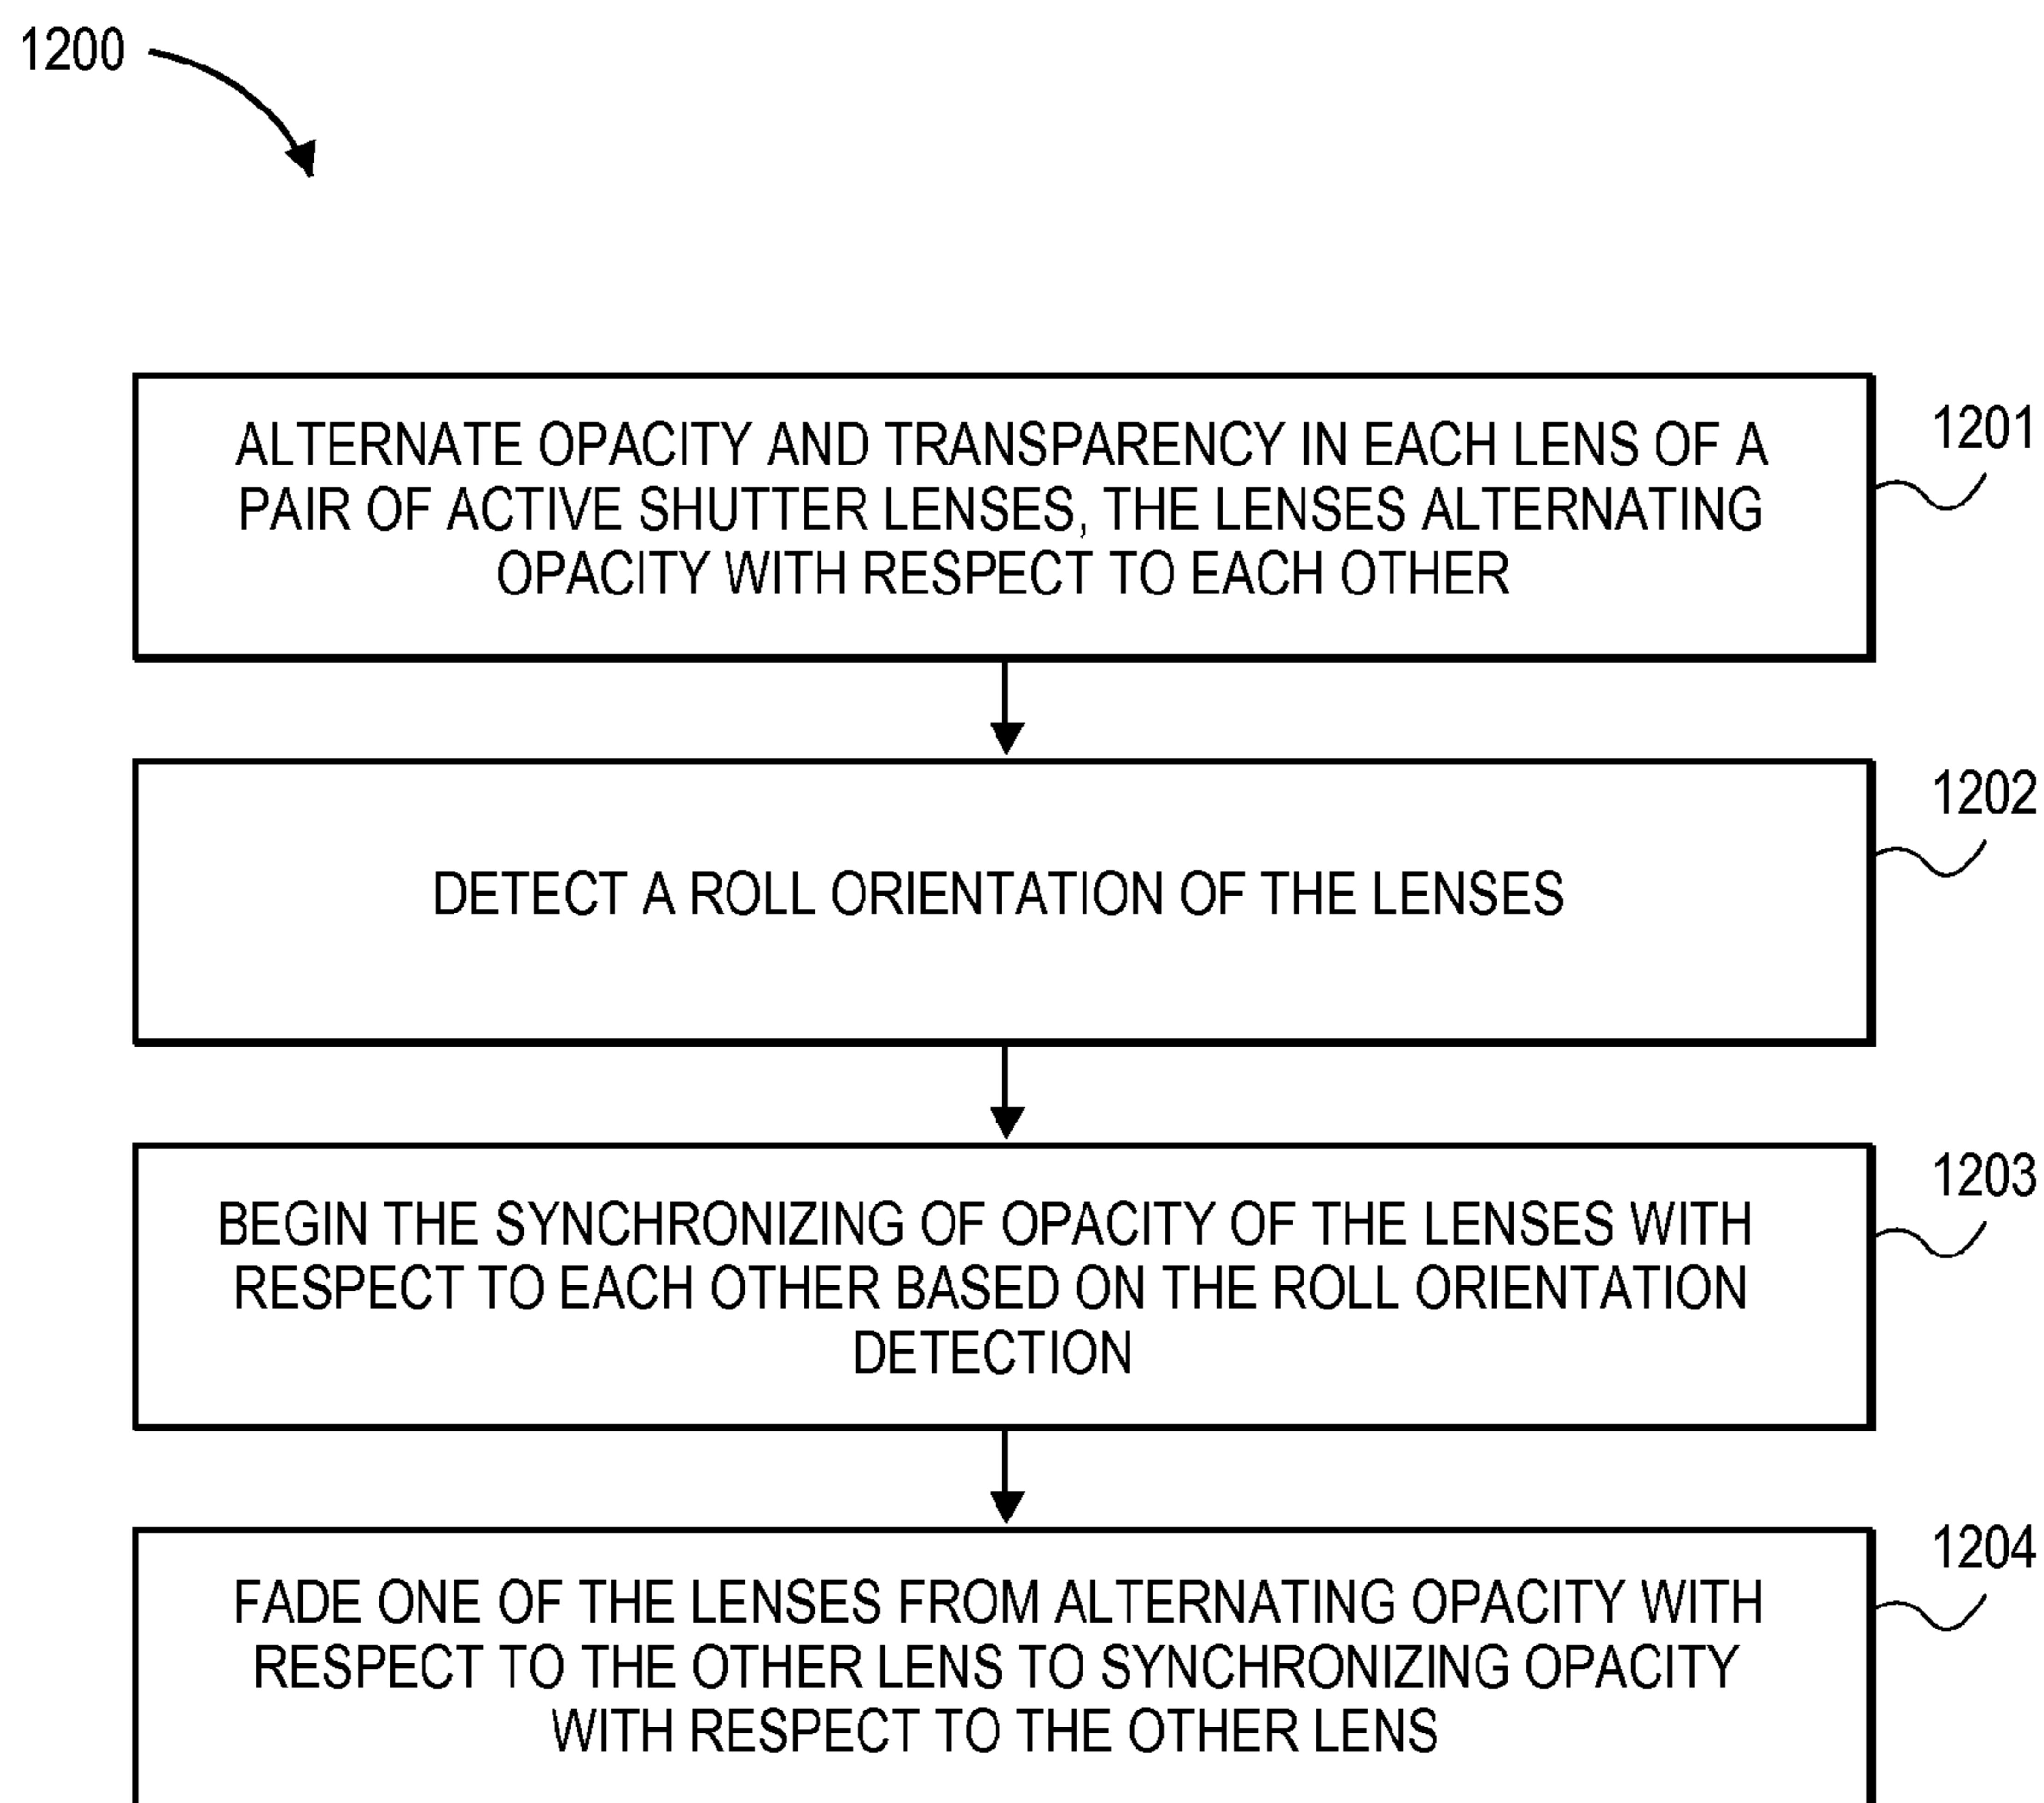 1200
ALTERNATE OPACITY AND TRANSPARENCY IN EACH LENS OF A
PAIR OF ACTIVE SHUTTER LENSES, THE LENSES ALTERNATING
OPACITY WITH RESPECT TO EACH OTHER
1201
DETECT A ROLL ORIENTATION OF THE LENSES
1202
BEGIN THE SYNCHRONIZING OF OPACITY OF THE LENSES WITH
RESPECT TO EACH OTHER BASED ON THE ROLL ORIENTATION
DETECTION
1203
FADE ONE OF THE LENSES FROM ALTERNATING OPACITY WITH
RESPECT TO THE OTHER LENS TO SYNCHRONIZING OPACITY
WITH RESPECT TO THE OTHER LENS
1204